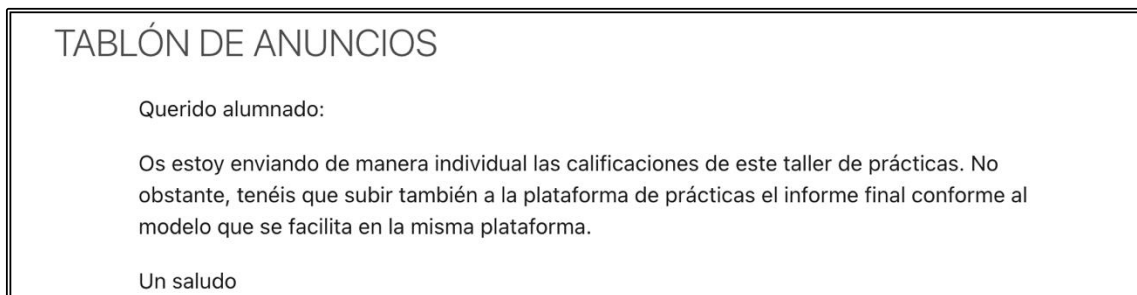 TABLÓN DE ANUNCIOS
Querido alumnado:
Os estoy enviando de manera individual las calificaciones de este taller de prácticas. No
obstante, tenéis que subir también a la plataforma de prácticas el informe final conforme al
modelo que se facilita en la misma plataforma.
Un saludo